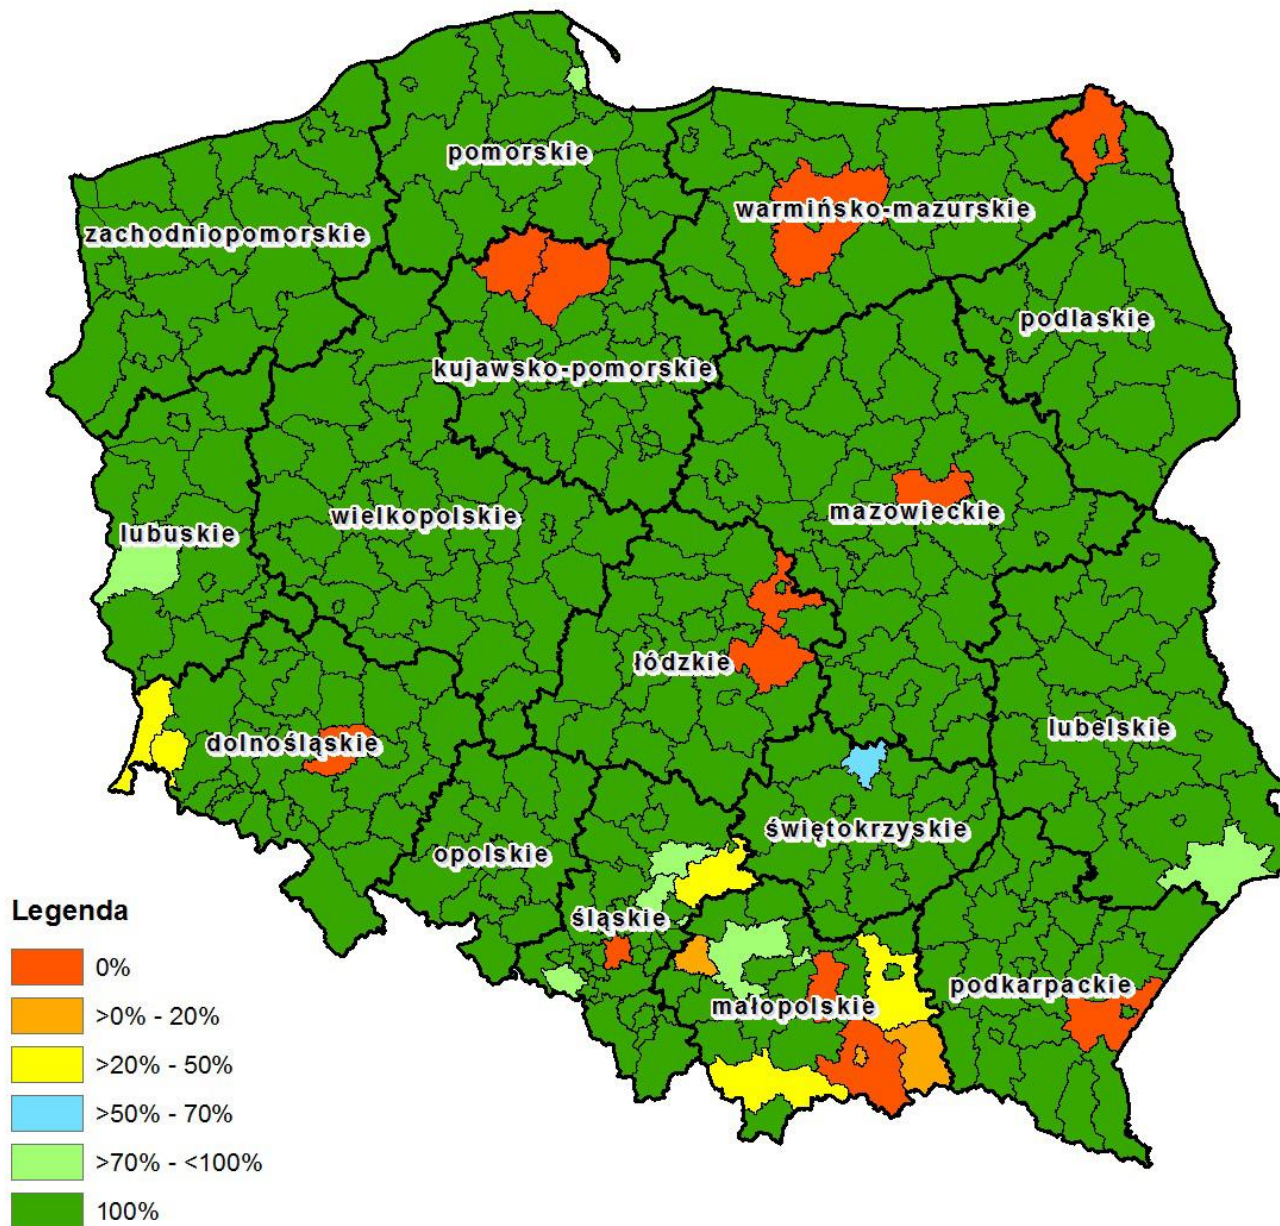 pomorskie
warmińsko-mazurskie
zachodniopomorskie
podlaskie
kujawsko-pomorskie
mazowieckie
wielkopolskie
lubuskie
łódzkie
lubelskie
dolnośląskie
świętokrzyskie
opolskie
śląskie
podkarpackie
małopolskie
Legenda
0%
>0% - 20%
>20% - 50%
>50% - 70%
>70% - <100%
100%